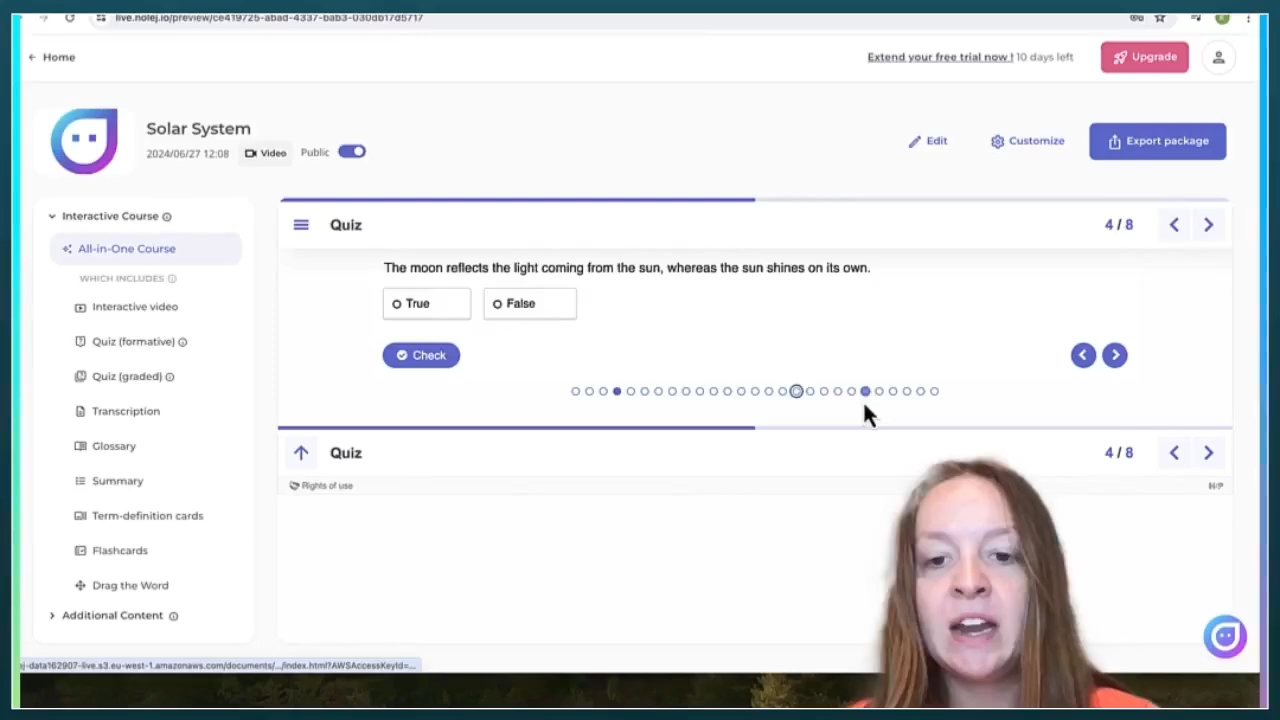 live.nolej.io/preview/ce419725-abad-4337-bab3-030db17d5717
Home
Extend your free trial now ! 10 days left
Upgrade
Solar System
2024/06/27 12:08 Video Public
Edit
Customize
Export package
Interactive Course
All-in-One Course
WHICH INCLUDES
Interactive video
Quiz (formative)
Quiz (graded)
Transcription
Glossary
Summary
Term-definition cards
Flashcards
Drag the Word
Additional Content
Quiz
4 / 8
The moon reflects the light coming from the sun, whereas the sun shines on its own.
True
False
Check
Quiz
4 / 8
Rights of use
H-P
ej-data162907-live.s3.eu-west-1.amazonaws.com/documents/.../index.html?AWSAccessKeyId=...